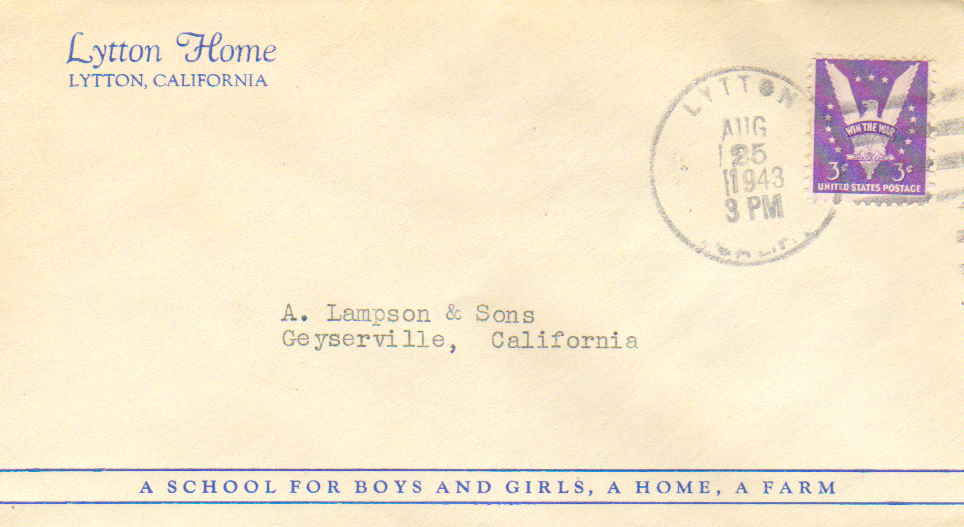 Lytton Home
LYTTON, CALIFORNIA
LYTTON
AUG
25
1943
3 PM
CALIF.
WIN THE WAR
3¢ 3¢
UNITED STATES POSTAGE
A. Lampson & Sons
Geyserville, California
A SCHOOL FOR BOYS AND GIRLS, A HOME, A FARM